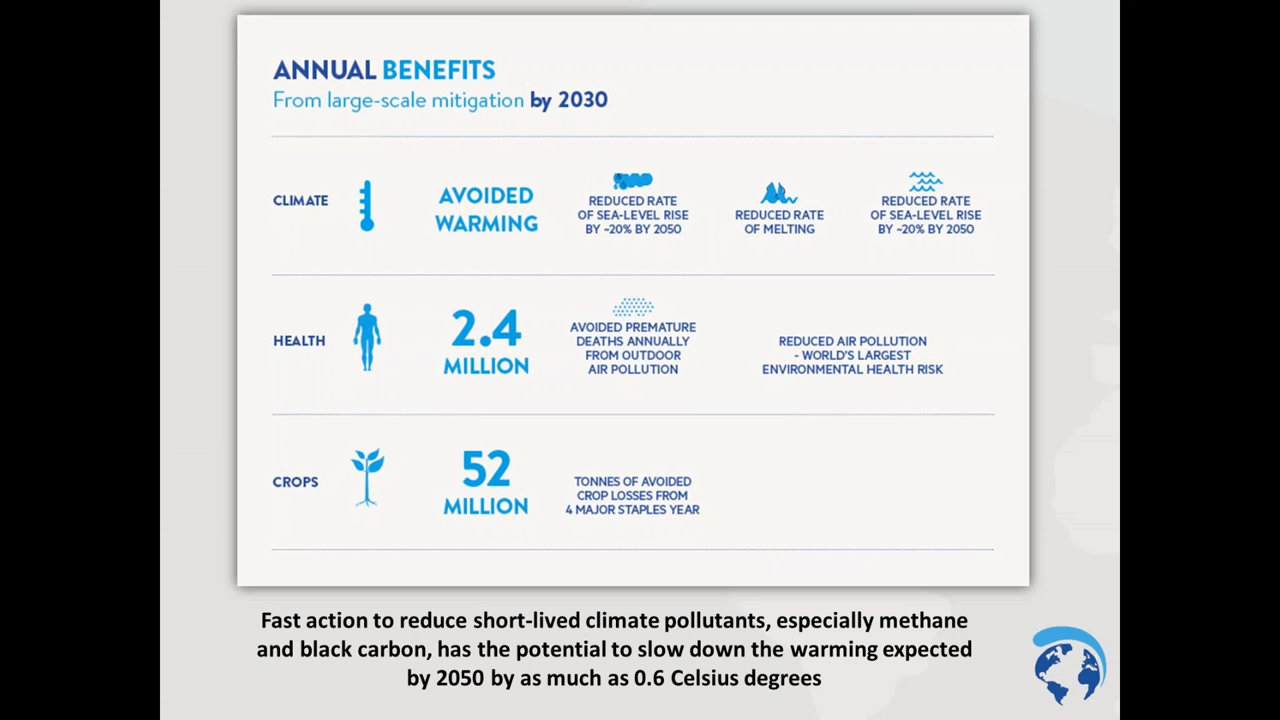 ANNUAL BENEFITS
From large-scale mitigation by 2030
CLIMATE
AVOIDED
WARMING
REDUCED RATE
OF SEA-LEVEL RISE
BY ~20% BY 2050
REDUCED RATE
OF MELTING
REDUCED RATE
OF SEA-LEVEL RISE
BY ~20% BY 2050
HEALTH
2.4
MILLION
AVOIDED PREMATURE
DEATHS ANNUALLY
FROM OUTDOOR
AIR POLLUTION
REDUCED AIR POLLUTION
- WORLD'S LARGEST
ENVIRONMENTAL HEALTH RISK
CROPS
52
MILLION
TONNES OF AVOIDED
CROP LOSSES FROM
4 MAJOR STAPLES YEAR
Fast action to reduce short-lived climate pollutants, especially methane
and black carbon, has the potential to slow down the warming expected
by 2050 by as much as 0.6 Celsius degrees